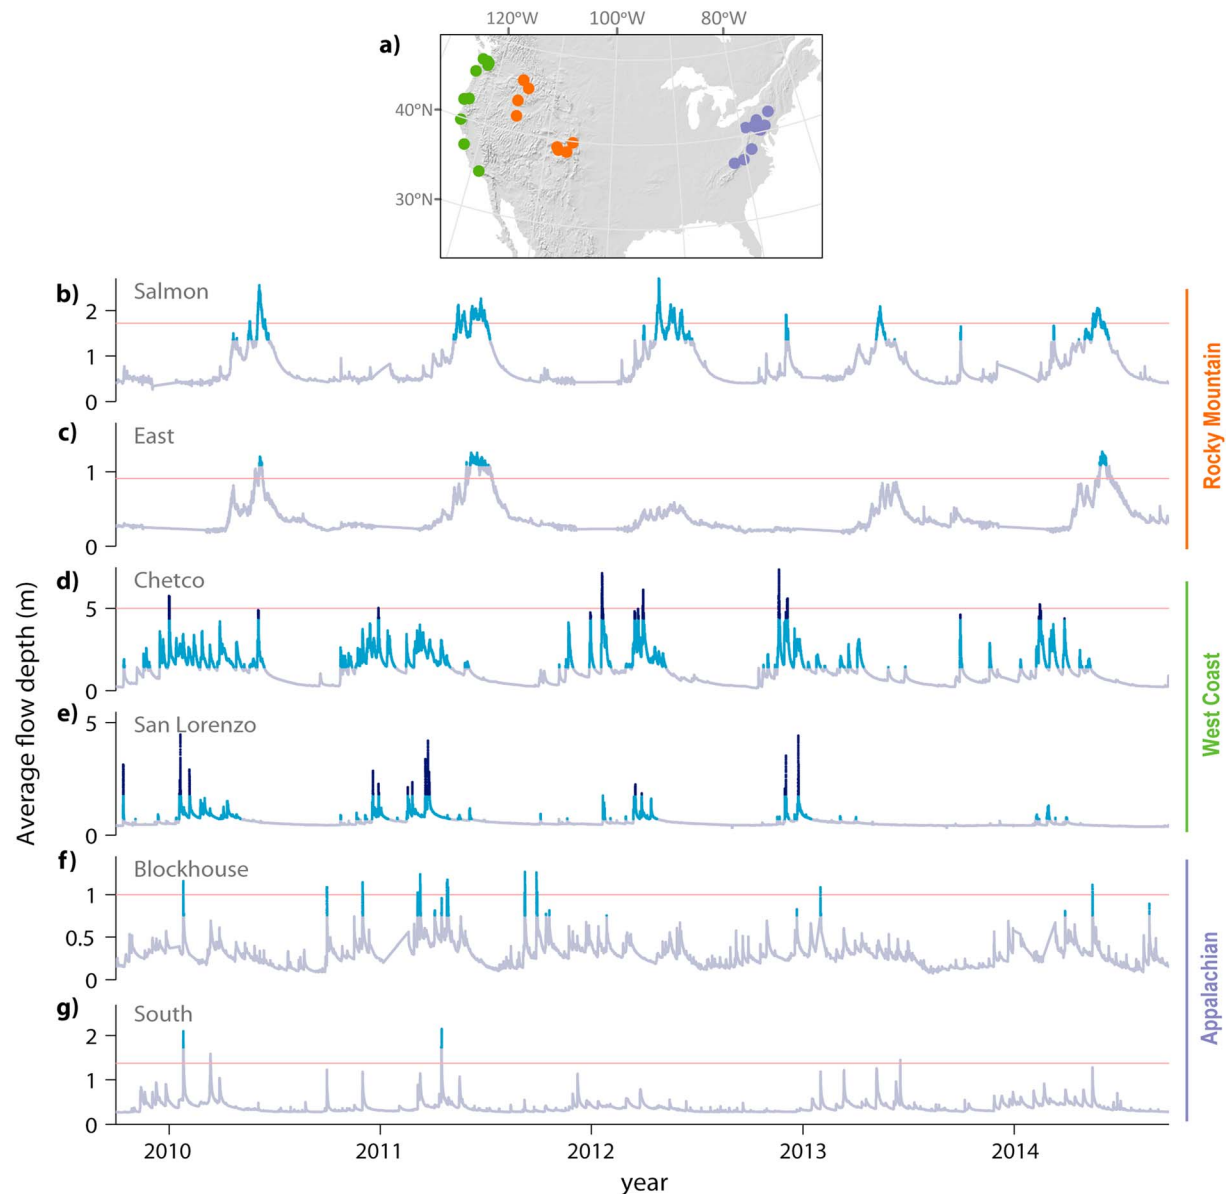 120°W 100°W 80°W
a)
40°N
30°N
b) Salmon
2
1
0
c) East
1
0
Rocky Mountain
d) Chetco
5
0
e) San Lorenzo
5
0
West Coast
f) Blockhouse
1
0.5
0
g) South
2
1
0
Appalachian
Average flow depth (m)
2010 2011 2012 2013 2014
year